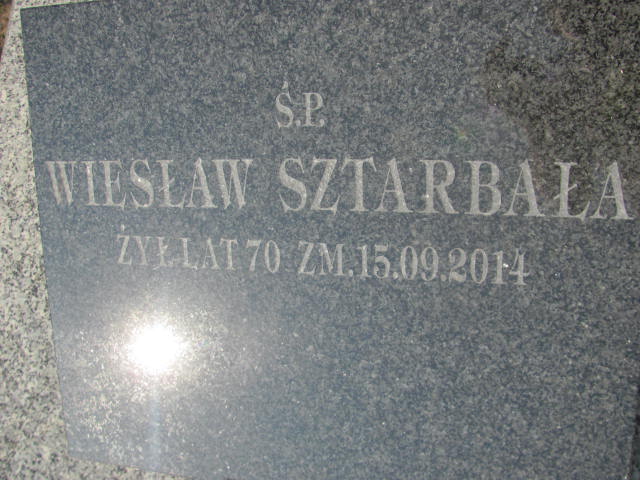 Ś.P.
WIESŁAW SZTARBAŁA
ŻYŁ LAT 70 ZM. 15.09.2014